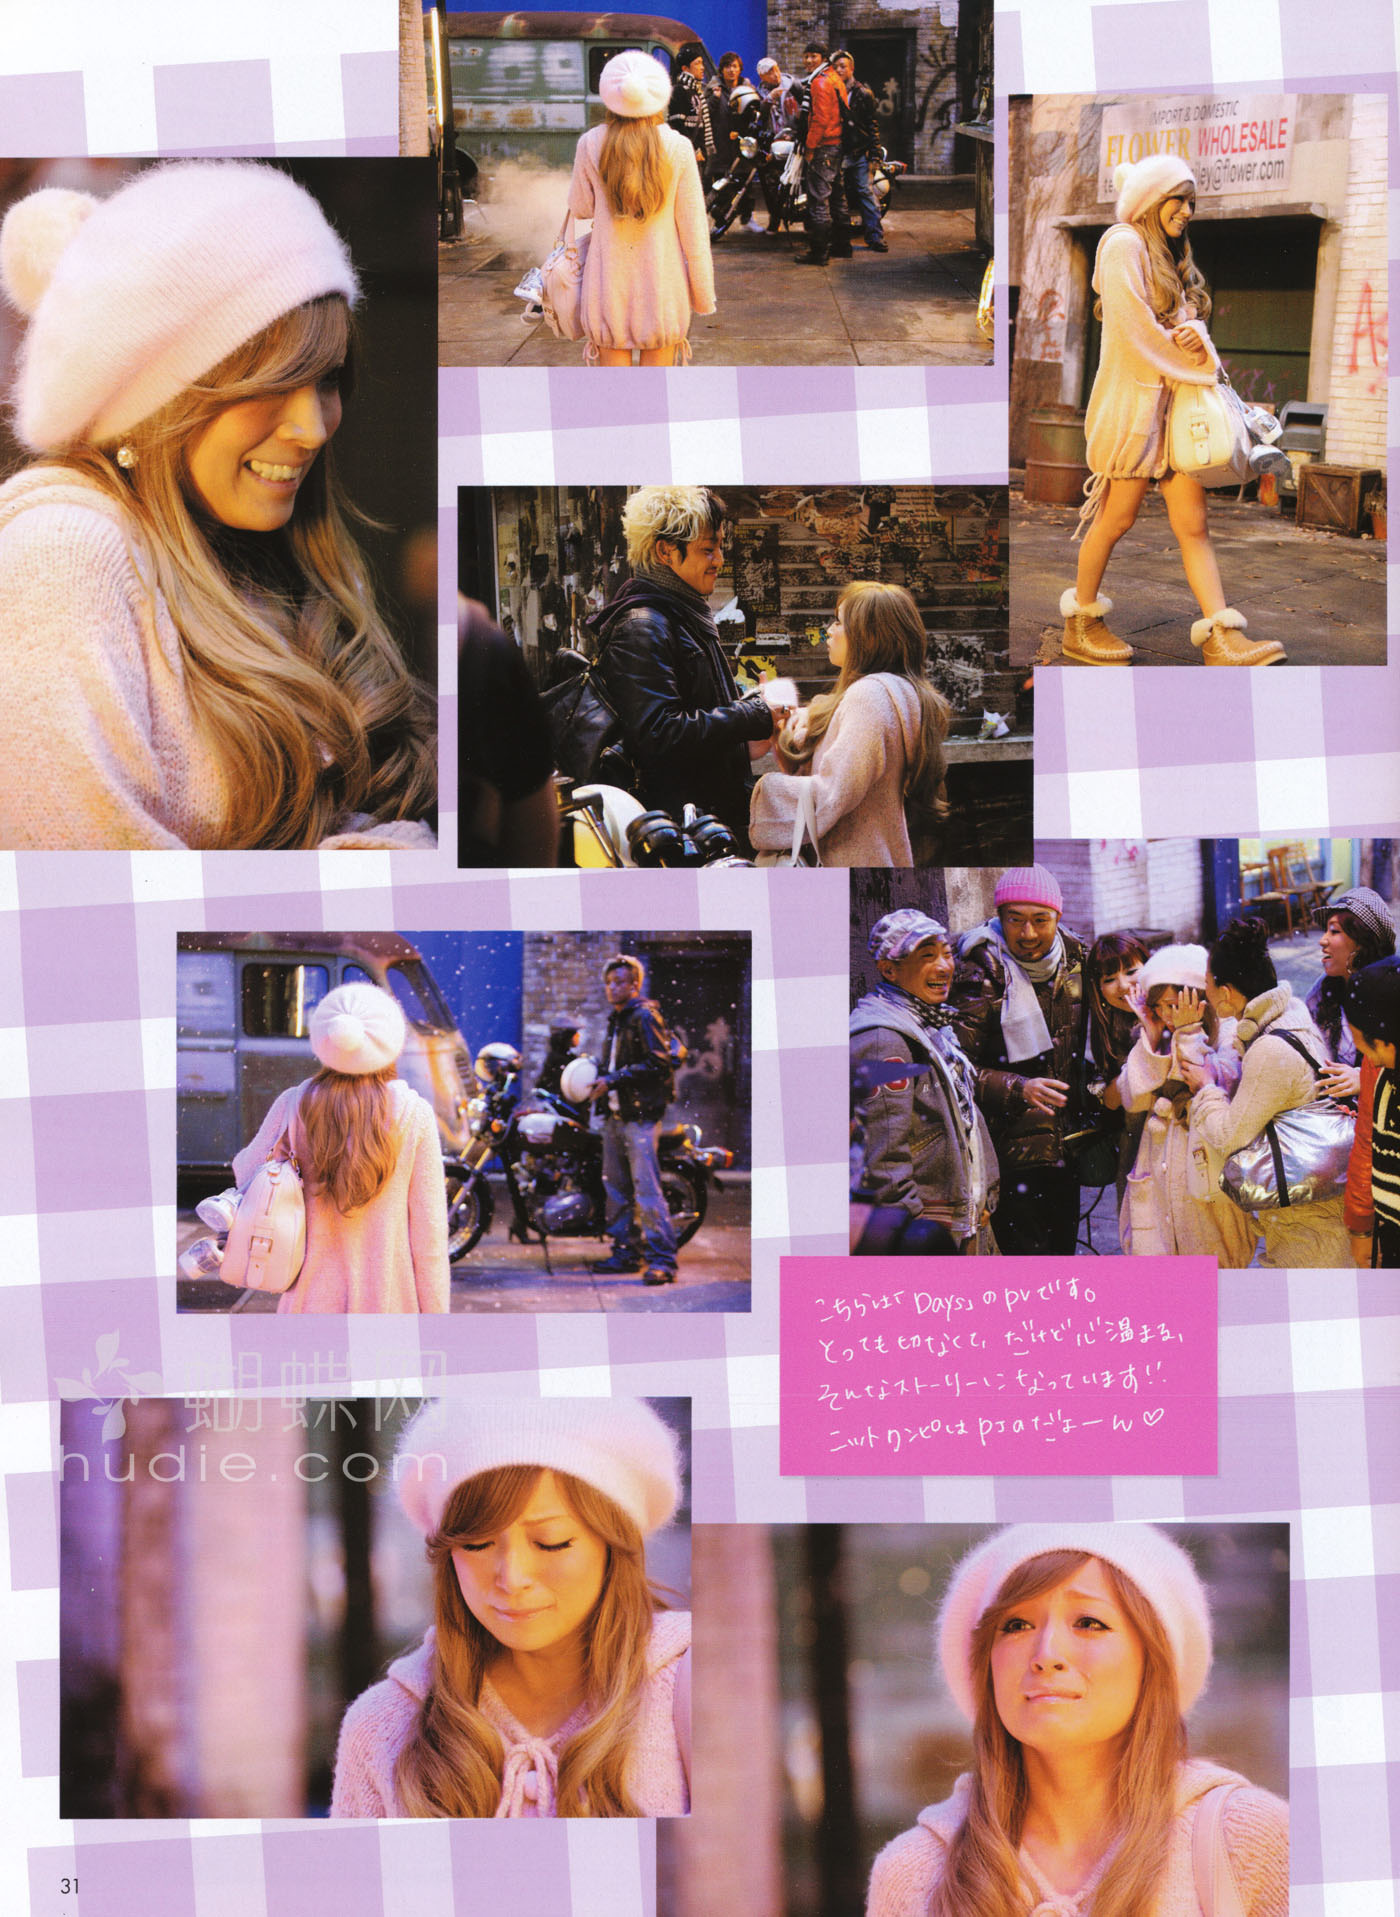 IMPORT & DOMESTIC
FLOWER WHOLESALE
ley@flower.com
こちらは「Days」のpvです。
とっても切なくて、だけど心温まる、
そんなストーリーになっています!!
ニットワンピはpjaだよーん♡
蝴蝶网
hudie.com
31